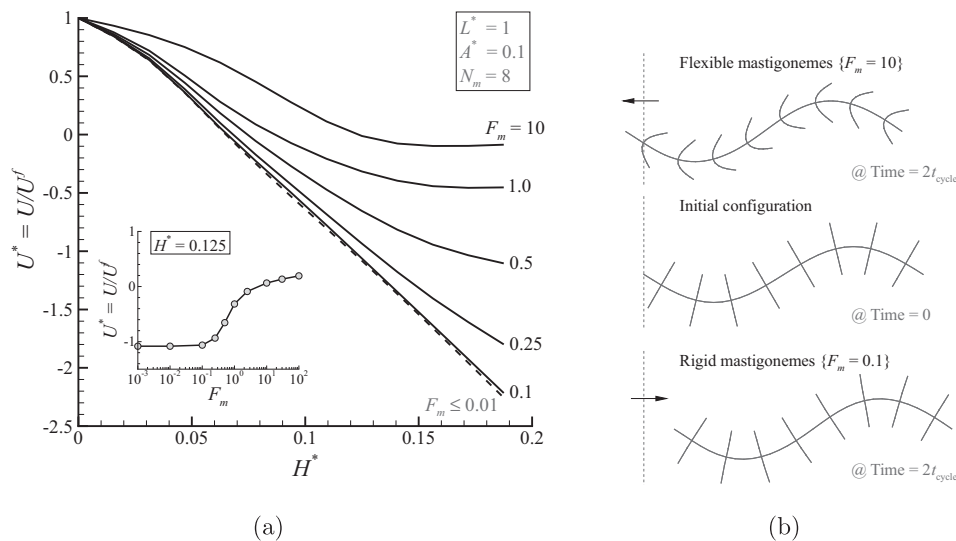 1
0.5
0
-0.5
-1
-1.5
-2
-2.5
U* = U/U^f
0
0.05
0.1
0.15
0.2
H*
L* = 1
A* = 0.1
N_m = 8
F_m = 10
1.0
0.5
0.25
0.1
F_m ≤ 0.01
H* = 0.125
1
0
-1
U* = U/U^f
10^-3
10^-2
10^-1
10^0
10^1
10^2
F_m
(a)
Flexible mastigonemes {F_m = 10}
@ Time = 2t_cycle
Initial configuration
@ Time = 0
Rigid mastigonemes {F_m = 0.1}
@ Time = 2t_cycle
(b)